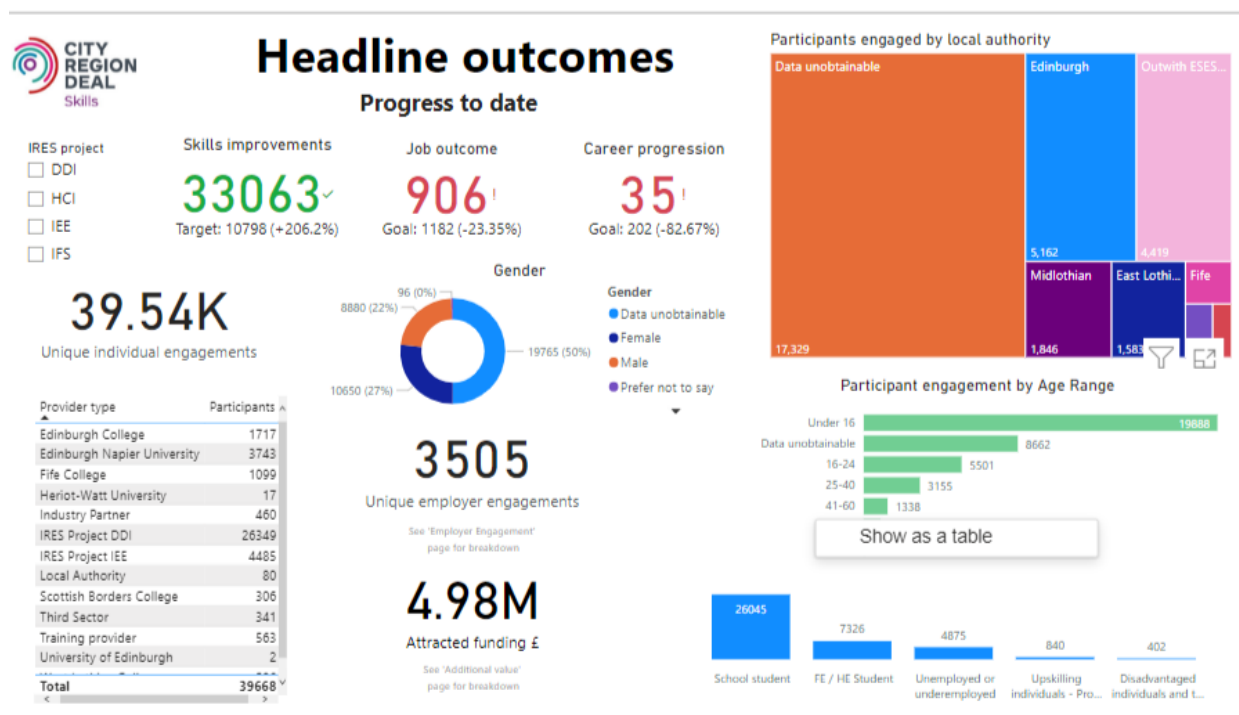 CITY
REGION
DEAL
Skills
Headline outcomes
Progress to date
IRES project
DDI
HCI
IEE
IFS
Skills improvements
33063
Target: 10798 (+206.2%)
Job outcome
906!
Goal: 1182 (-23.35%)
Career progression
35!
Goal: 202 (-82.67%)
39.54K
Unique individual engagements
Gender
96 (0%)
8880 (22%)
19765 (50%)
10650 (27%)
Gender
Data unobtainable
Female
Male
Prefer not to say
Participants engaged by local authority
Data unobtainable
17,329
Edinburgh
5,162
Outwith ESES...
4,419
Midlothian
1,846
East Lothi...
1,583
Fife
Provider type Participants
Edinburgh College 1717
Edinburgh Napier University 3743
Fife College 1099
Heriot-Watt University 17
Industry Partner 460
IRES Project DDI 26349
IRES Project IEE 4485
Local Authority 80
Scottish Borders College 306
Third Sector 341
Training provider 563
University of Edinburgh 2
Total 39668
3505
Unique employer engagements
See 'Employer Engagement'
page for breakdown
4.98M
Attracted funding £
See 'Additional value'
page for breakdown
Participant engagement by Age Range
Under 16 19888
Data unobtainable 8662
16-24 5501
25-40 3155
41-60 1338
Show as a table
26045
School student
7326
FE / HE Student
4875
Unemployed or
underemployed
840
Upskilling
individuals - Pro...
402
Disadvantaged
individuals and t...